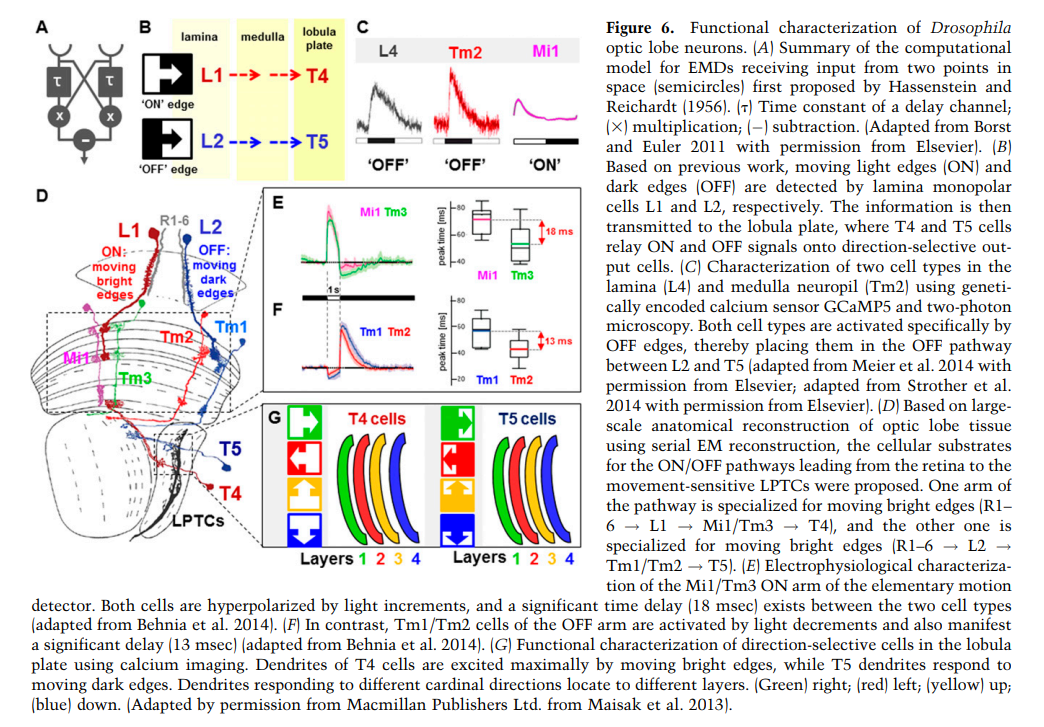 A
τ
τ
x
x
−
B
lamina
medulla
lobula
plate
'ON' edge
L1
T4
'OFF' edge
L2
T5
C
L4
Tm2
Mi1
'OFF'
'OFF'
'ON'
D
R1-6
L1
L2
ON:
moving
bright
edges
OFF:
moving
dark
edges
Tm1
Tm2
Mi1
Tm3
T5
T4
LPTCs
E
Mi1 Tm3
1s
peak time [ms]
80
60
40
18 ms
Mi1
Tm3
F
Tm1 Tm2
peak time [ms]
80
60
40
20
13 ms
Tm1
Tm2
G
T4 cells
T5 cells
Layers 1 2 3 4
Layers 1 2 3 4
Figure 6. Functional characterization of Drosophila
optic lobe neurons. (A) Summary of the computational
model for EMDs receiving input from two points in
space (semicircles) first proposed by Hassenstein and
Reichardt (1956). (τ) Time constant of a delay channel;
(×) multiplication; (−) subtraction. (Adapted from Borst
and Euler 2011 with permission from Elsevier). (B)
Based on previous work, moving light edges (ON) and
dark edges (OFF) are detected by lamina monopolar
cells L1 and L2, respectively. The information is then
transmitted to the lobula plate, where T4 and T5 cells
relay ON and OFF signals onto direction-selective out-
put cells. (C) Characterization of two cell types in the
lamina (L4) and medulla neuropil (Tm2) using geneti-
cally encoded calcium sensor GCaMP5 and two-photon
microscopy. Both cell types are activated specifically by
OFF edges, thereby placing them in the OFF pathway
between L2 and T5 (adapted from Meier et al. 2014 with
permission from Elsevier; adapted from Strother et al.
2014 with permission from Elsevier). (D) Based on large-
scale anatomical reconstruction of optic lobe tissue
using serial EM reconstruction, the cellular substrates
for the ON/OFF pathways leading from the retina to the
movement-sensitive LPTCs were proposed. One arm of
the pathway is specialized for moving bright edges (R1–
6 → L1 → Mi1/Tm3 → T4), and the other one is
specialized for moving bright edges (R1–6 → L2 →
Tm1/Tm2 → T5). (E) Electrophysiological characteriza-
tion of the Mi1/Tm3 ON arm of the elementary motion
detector. Both cells are hyperpolarized by light increments, and a significant time delay (18 msec) exists between the two cell types
(adapted from Behnia et al. 2014). (F) In contrast, Tm1/Tm2 cells of the OFF arm are activated by light decrements and also manifest
a significant delay (13 msec) (adapted from Behnia et al. 2014). (G) Functional characterization of direction-selective cells in the lobula
plate using calcium imaging. Dendrites of T4 cells are excited maximally by moving bright edges, while T5 dendrites respond to
moving dark edges. Dendrites responding to different cardinal directions locate to different layers. (Green) right; (red) left; (yellow) up;
(blue) down. (Adapted by permission from Macmillan Publishers Ltd. from Maisak et al. 2013).